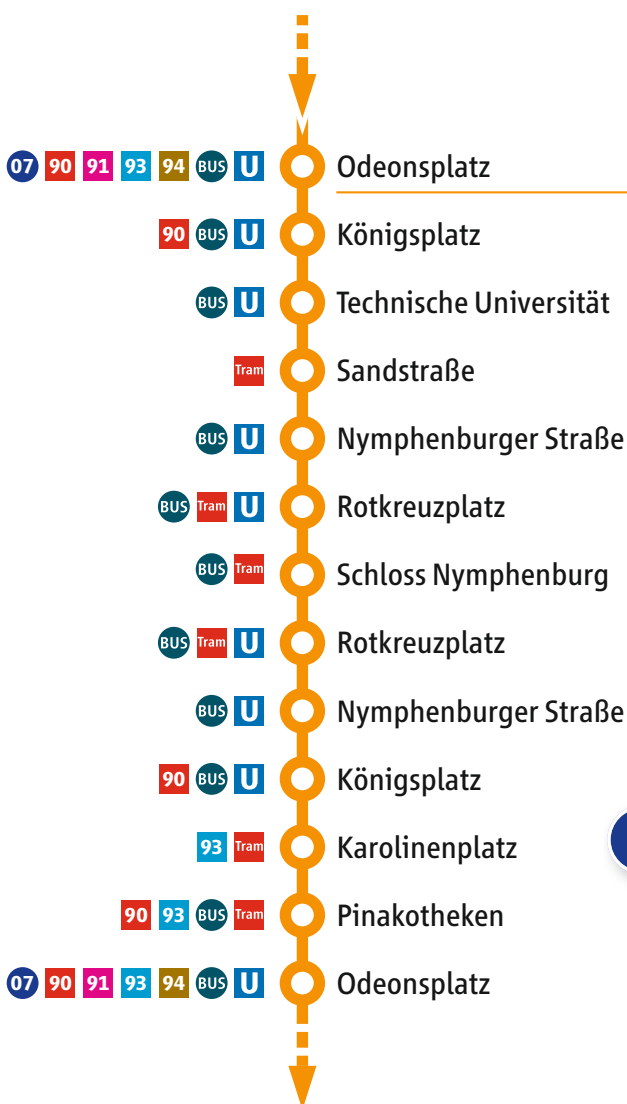 07 90 91 93 94 BUS U Odeonsplatz
90 BUS U Königsplatz
BUS U Technische Universität
Tram Sandstraße
BUS U Nymphenburger Straße
BUS Tram U Rotkreuzplatz
BUS Tram Schloss Nymphenburg
BUS Tram U Rotkreuzplatz
BUS U Nymphenburger Straße
90 BUS U Königsplatz
93 Tram Karolinenplatz
90 93 BUS Tram Pinakotheken
07 90 91 93 94 BUS U Odeonsplatz